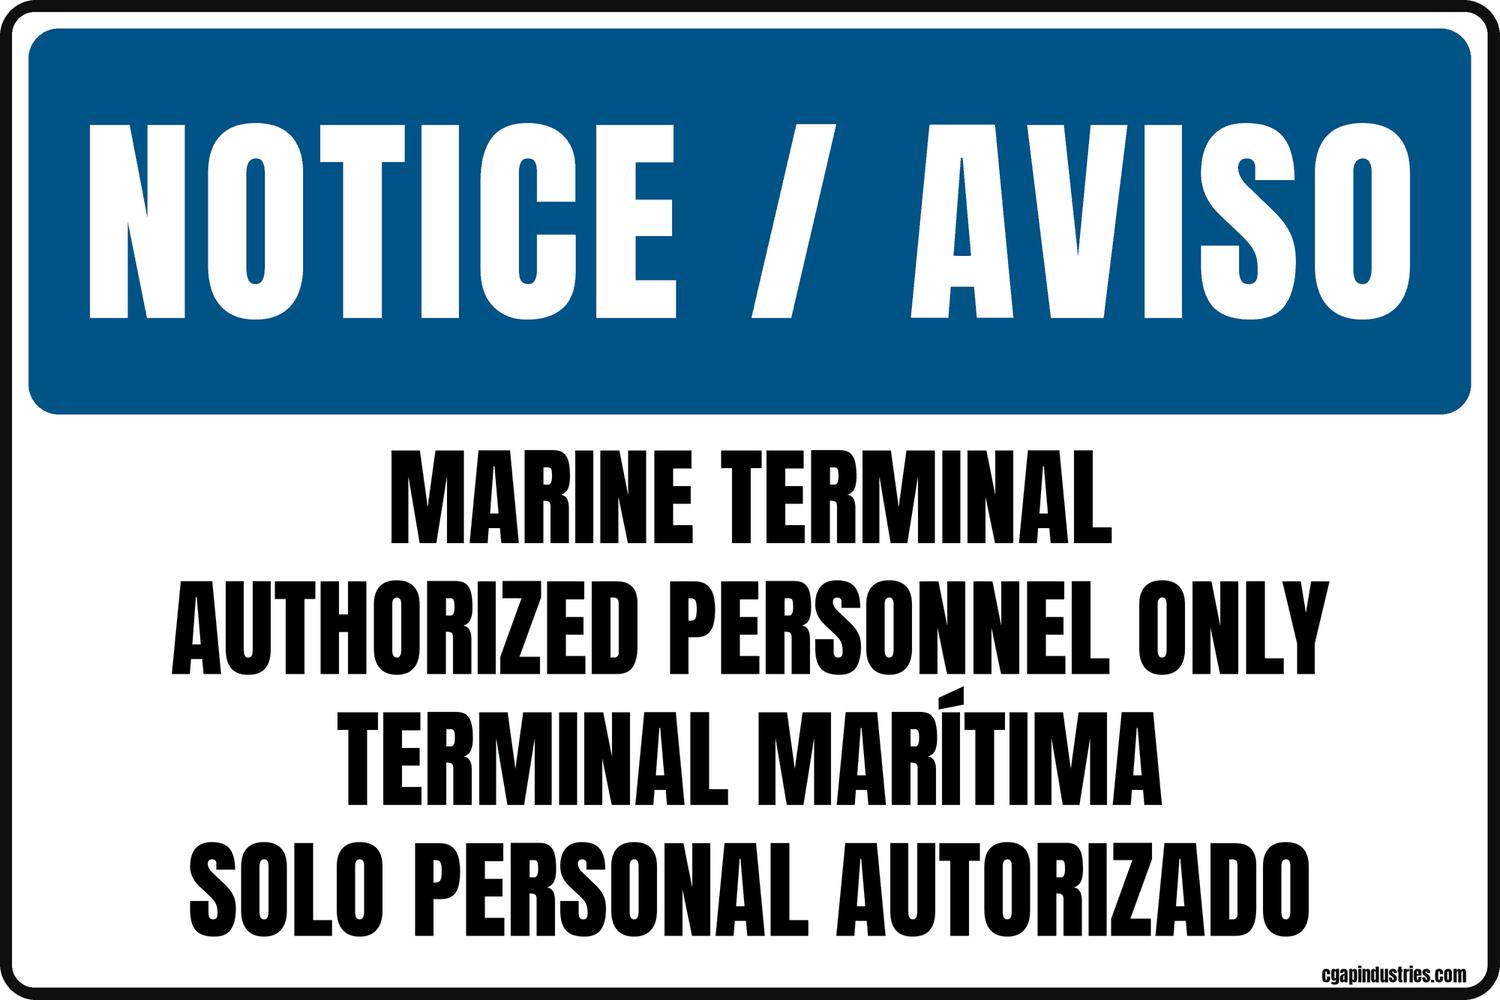 NOTICE / AVISO
MARINE TERMINAL
AUTHORIZED PERSONNEL ONLY
TERMINAL MARÍTIMA
SOLO PERSONAL AUTORIZADO
cgapindustries.com